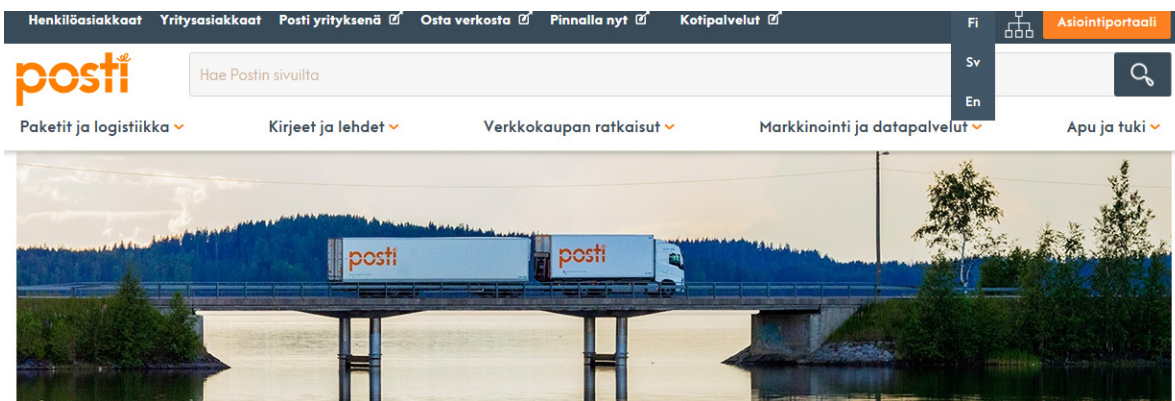 Henkilöasiakkaat Yritysasiakkaat Posti yrityksenä Osta verkosta Pinnalla nyt Kotipalvelut Fi Asiointiportaali
Sv
En
posti Hae Postin sivuilta
Paketit ja logistiikka Kirjeet ja lehdet Verkkokaupan ratkaisut Markkinointi ja datapalvelut Apu ja tuki
posti posti